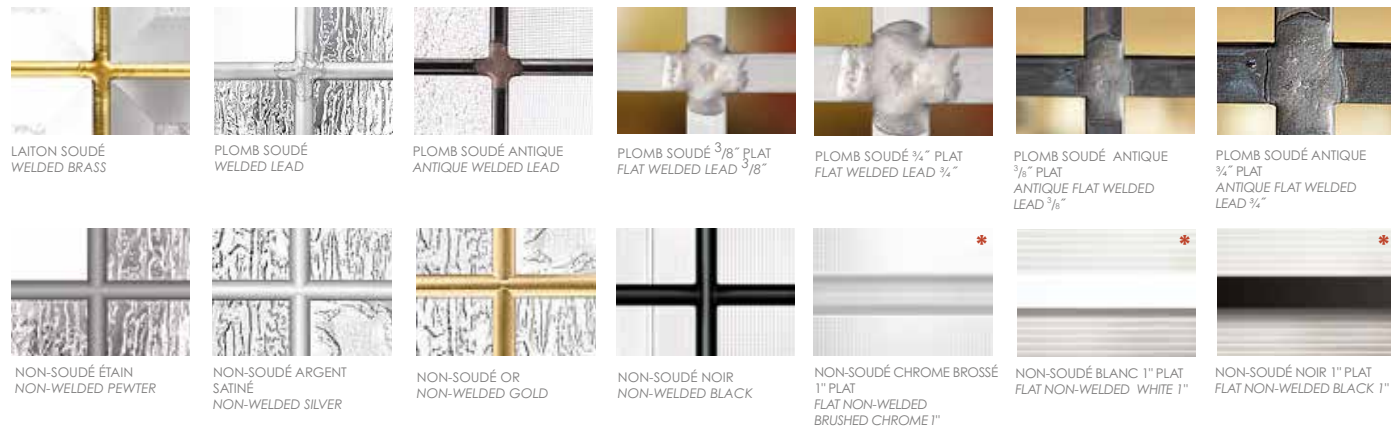 LAITON SOUDÉ
WELDED BRASS
PLOMB SOUDÉ
WELDED LEAD
PLOMB SOUDÉ ANTIQUE
ANTIQUE WELDED LEAD
PLOMB SOUDÉ 3/8″ PLAT
FLAT WELDED LEAD 3/8″
PLOMB SOUDÉ ¾″ PLAT
FLAT WELDED LEAD ¾″
PLOMB SOUDÉ ANTIQUE
3/8″ PLAT
ANTIQUE FLAT WELDED
LEAD 3/8″
PLOMB SOUDÉ ANTIQUE
¾″ PLAT
ANTIQUE FLAT WELDED
LEAD ¾″
*
*
*
NON-SOUDÉ ÉTAIN
NON-WELDED PEWTER
NON-SOUDÉ ARGENT
SATINÉ
NON-WELDED SILVER
NON-SOUDÉ OR
NON-WELDED GOLD
NON-SOUDÉ NOIR
NON-WELDED BLACK
NON-SOUDÉ CHROME BROSSÉ
1" PLAT
FLAT NON-WELDED
BRUSHED CHROME 1"
NON-SOUDÉ BLANC 1" PLAT
FLAT NON-WELDED WHITE 1"
NON-SOUDÉ NOIR 1" PLAT
FLAT NON-WELDED BLACK 1"